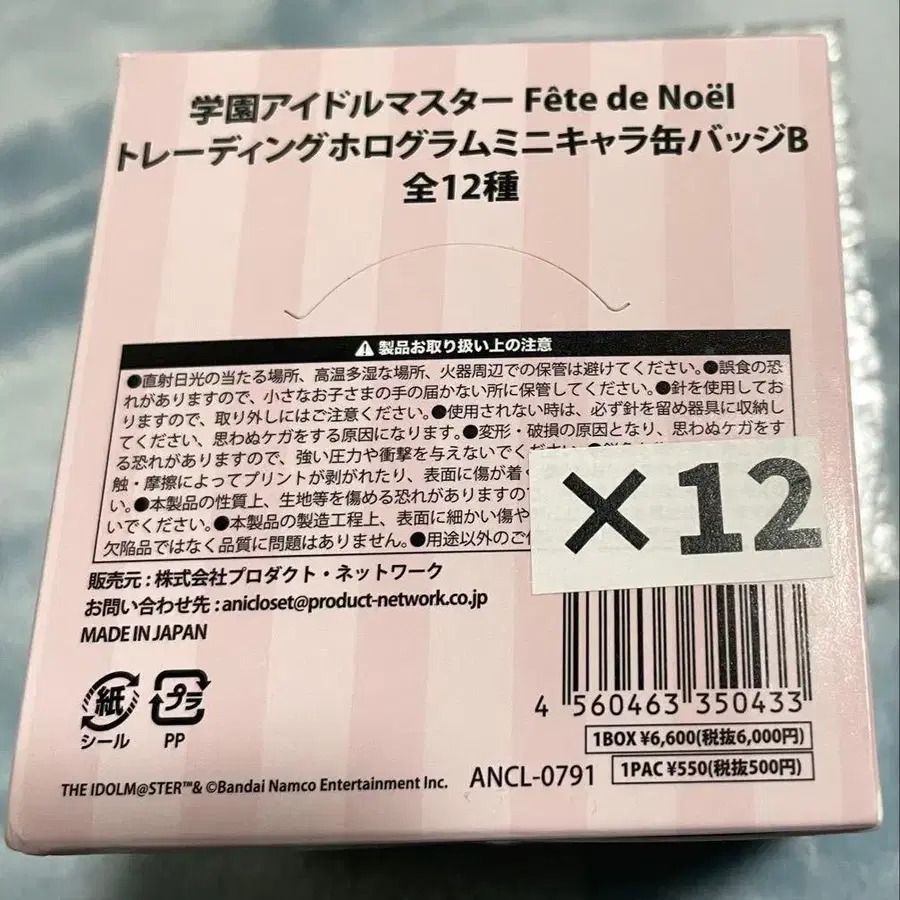 学園アイドルマスター Fête de Noël
トレーディングホログラムミニキャラ缶バッジB
全12種
製品お取り扱い上の注意
●直射日光の当たる場所、高温多湿な場所、火器周辺での保管は避けてください。●誤食の恐
れがありますので、小さなお子さまの手の届かない所に保管してください。●針を使用してお
りますので、取り外しにはご注意ください。●使用されない時は、必ず針を留め器具に収納し
てください、思わぬケガをする原因になります。●変形・破損の原因となり、思わぬケガをす
る恐れがありますので、強い圧力や衝撃を与えないでください。
触・摩擦によってプリントが剥がれたり、表面に傷が着
い。●本製品の性質上、生地等を傷める恐れがありますので
いでください。●本製品の製造工程上、表面に細かい傷や
欠陥品ではなく品質に問題はありません。●用途以外のご使
×12
販売元：株式会社プロダクト・ネットワーク
お問い合わせ先：anicloset@product-network.co.jp
MADE IN JAPAN
紙
シール
プラ
PP
4 560463 350433
1BOX ¥6,600(税抜6,000円)
1PAC ¥550(税抜500円)
THE IDOLM@STER™& ©Bandai Namco Entertainment Inc.
ANCL-0791